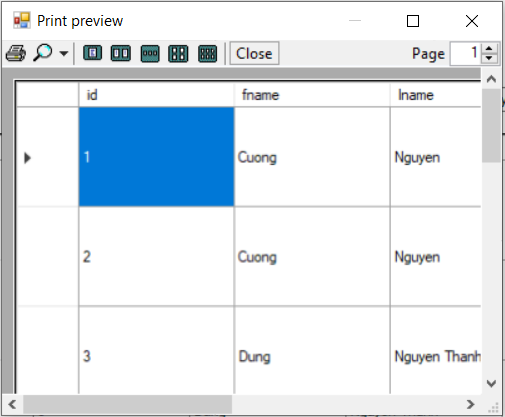 Print preview
Close Page 1
id fname lname
1 Cuong Nguyen
2 Cuong Nguyen
3 Dung Nguyen Thanh